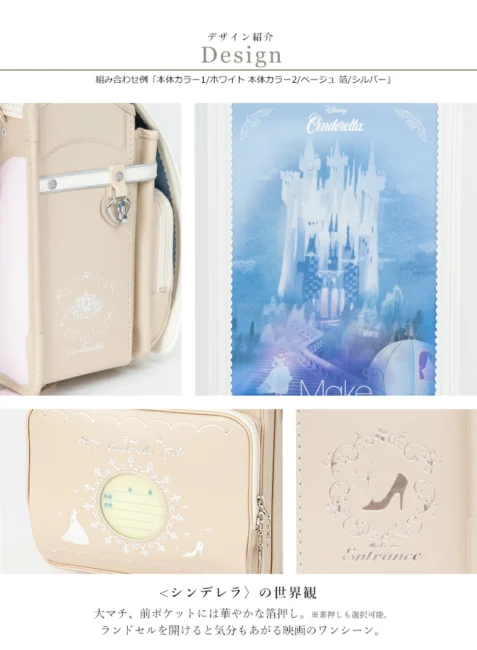 デザイン紹介
Design
組み合わせ例「本体カラー1/ホワイト 本体カラー2/ベージュ 箔/シルバー」
Disney
Cinderella
Cinderella
Make
Cinderella
Entrance
<シンデレラ〉の世界観
大マチ、前ポケットには華やかな箔押し。※素押しも選択可能。
ランドセルを開けると気分もあがる映画のワンシーン。